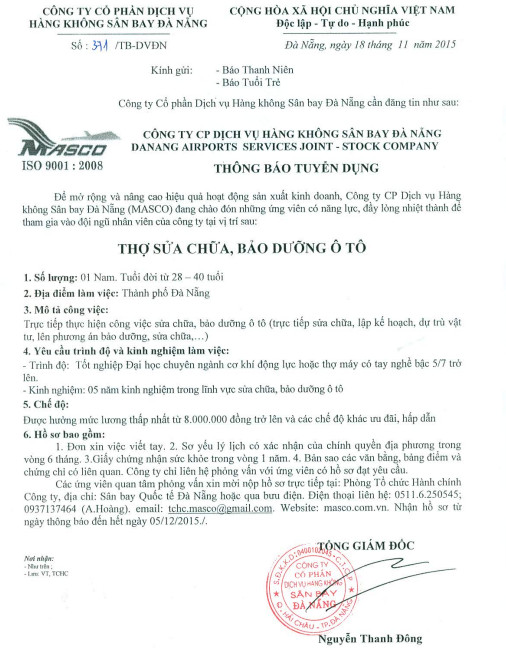 CÔNG TY CỔ PHẦN DỊCH VỤ
HÀNG KHÔNG SÂN BAY ĐÀ NẴNG
CỘNG HÒA XÃ HỘI CHỦ NGHĨA VIỆT NAM
Độc lập - Tự do - Hạnh phúc
Số : 371 /TB-DVĐN
Đà Nẵng, ngày 18 tháng 11 năm 2015
Kính gửi: - Báo Thanh Niên
- Báo Tuổi Trẻ
Công ty Cổ phần Dịch vụ Hàng không Sân bay Đà Nẵng cần đăng tin như sau:
MASCO
ISO 9001 : 2008
CÔNG TY CP DỊCH VỤ HÀNG KHÔNG SÂN BAY ĐÀ NẴNG
DANANG AIRPORTS SERVICES JOINT - STOCK COMPANY
THÔNG BÁO TUYỂN DỤNG
Để mở rộng và nâng cao hiệu quả hoạt động sản xuất kinh doanh, Công ty CP Dịch vụ Hàng
không Sân bay Đà Nẵng (MASCO) đang chào đón những ứng viên có năng lực, đầy lòng nhiệt thành để
tham gia vào đội ngũ nhân viên của công ty tại vị trí sau:
THỢ SỬA CHỮA, BẢO DƯỠNG Ô TÔ
1. Số lượng: 01 Nam. Tuổi đời từ 28 – 40 tuổi
2. Địa điểm làm việc: Thành phố Đà Nẵng
3. Mô tả công việc:
Trực tiếp thực hiện công việc sửa chữa, bảo dưỡng ô tô (trực tiếp sửa chữa, lập kế hoạch, dự trù vật
tư, lên phương án bảo dưỡng, sửa chữa,...)
4. Yêu cầu trình độ và kinh nghiệm làm việc:
- Trình độ: Tốt nghiệp Đại học chuyên ngành cơ khí động lực hoặc thợ máy có tay nghề bậc 5/7 trở
lên.
- Kinh nghiệm: 05 năm kinh nghiệm trong lĩnh vực sửa chữa, bảo dưỡng ô tô
5. Chế độ:
Được hưởng mức lương thấp nhất từ 8.000.000 đồng trở lên và các chế độ khác ưu đãi, hấp dẫn
6. Hồ sơ bao gồm:
1. Đơn xin việc viết tay. 2. Sơ yếu lý lịch có xác nhận của chính quyền địa phương trong
vòng 6 tháng. 3.Giấy chứng nhận sức khỏe trong vòng 1 năm. 4. Bản sao các văn bằng, bảng điểm và
chứng chỉ có liên quan. Công ty chỉ liên hệ phỏng vấn với ứng viên có hồ sơ đạt yêu cầu.
Các ứng viên quan tâm phỏng vấn xin mời nộp hồ sơ trực tiếp tại: Phòng Tổ chức Hành chính
Công ty, địa chỉ: Sân bay Quốc tế Đà Nẵng hoặc qua bưu điện. Điện thoại liên hệ: 0511.6.250545;
0937137464 (A.Hoàng). email: tchc.masco@gmail.com. Website: masco.com.vn. Nhận hồ sơ từ
ngày thông báo đến hết ngày 05/12/2015./.
Nơi nhận:
- Như trên ;
- Lưu: VT, TCHC
TỔNG GIÁM ĐỐC
S.Đ.K.K.D: 0400102045 - C.T.C.P
CÔNG TY
CỔ PHẦN
DỊCH VỤ HÀNG KHÔNG
SÂN BAY
ĐÀ NẴNG
Q. HẢI CHÂU - TP. ĐÀ NẴNG
Nguyễn Thanh Đông